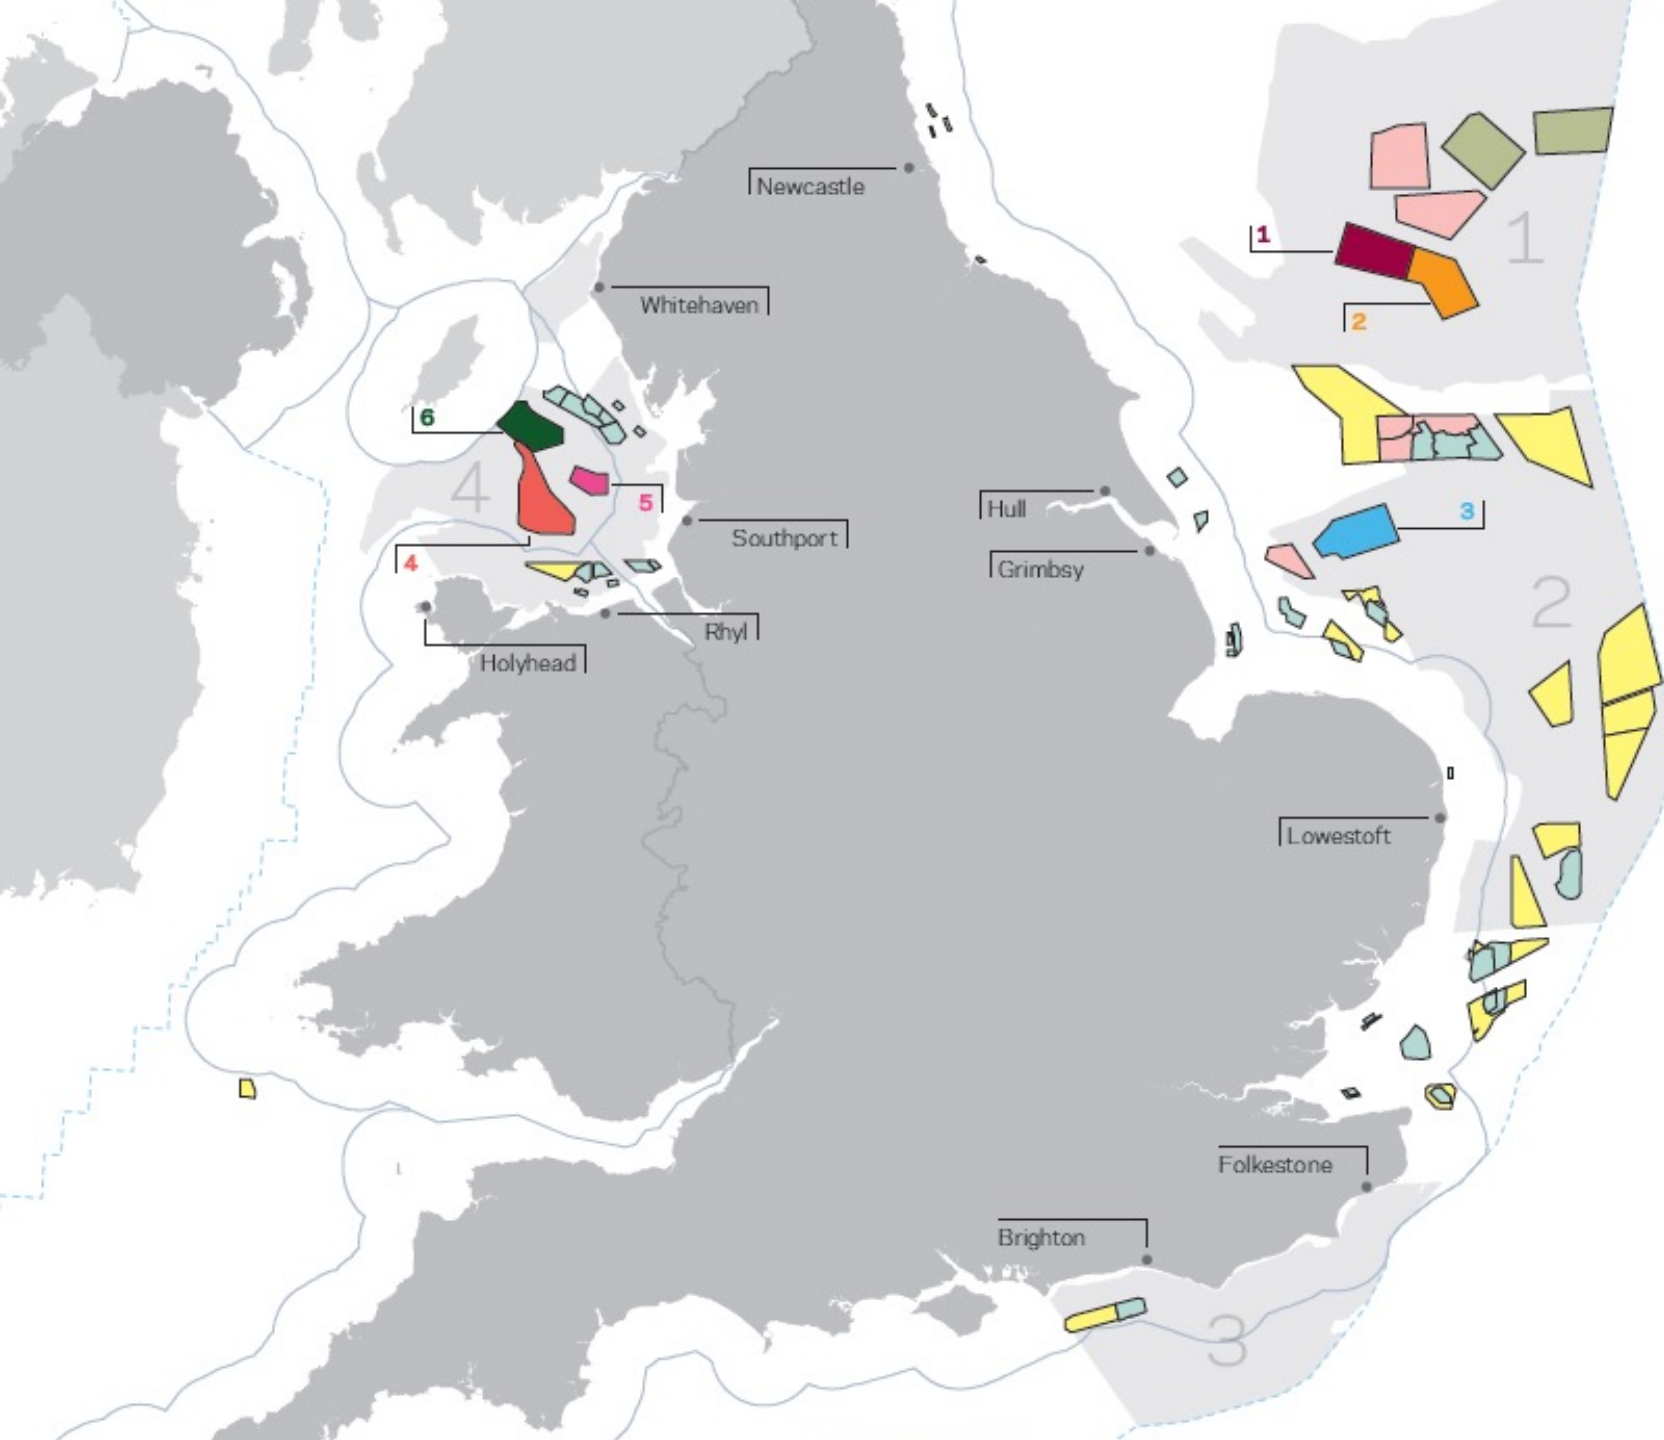 Newcastle
1
1
Whitehaven
2
6
4
5
3
Hull
Southport
Grimsby
4
2
Rhyl
Holyhead
Lowestoft
Folkestone
Brighton
3